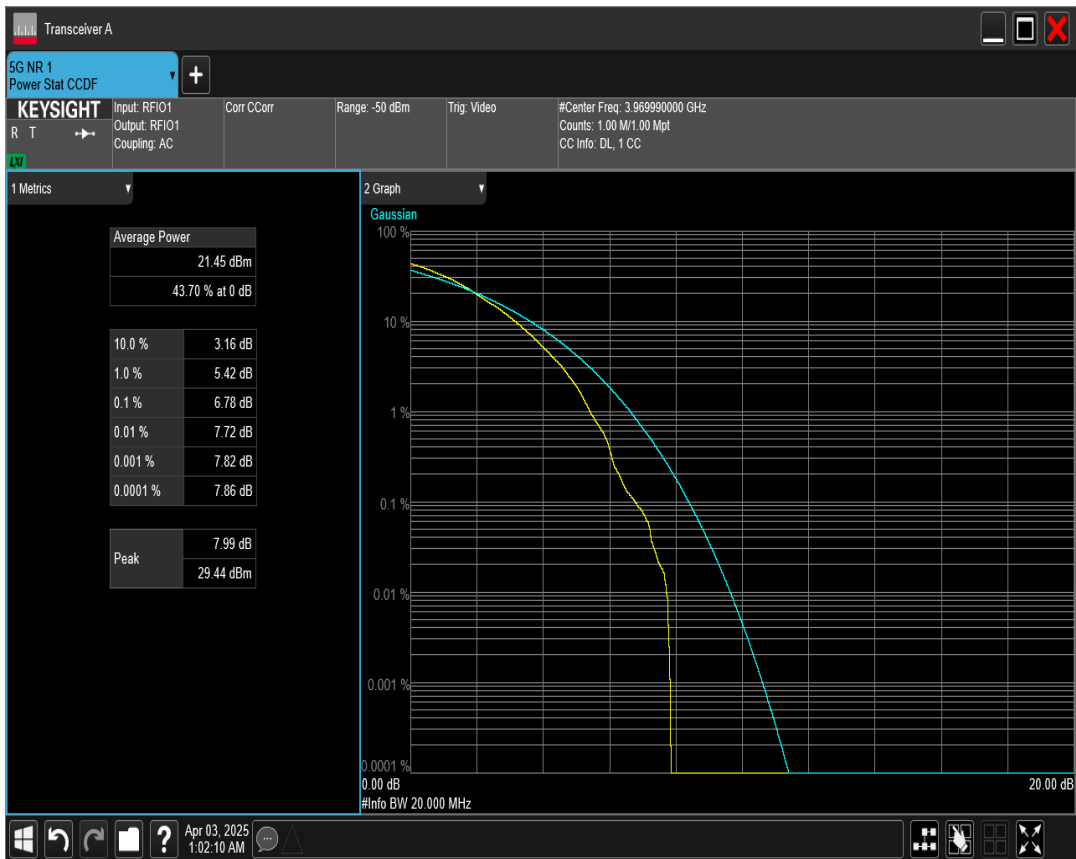 Transceiver A
5G NR 1
Power Stat CCDF
KEYSIGHT
R T
LXI
Input: RFIO1
Output: RFIO1
Coupling: AC
Corr CCorr
Range: -50 dBm
Trig: Video
#Center Freq: 3.969990000 GHz
Counts: 1.00 M/1.00 Mpt
CC Info: DL, 1 CC
1 Metrics
Average Power
21.45 dBm
43.70 % at 0 dB
10.0 % 3.16 dB
1.0 % 5.42 dB
0.1 % 6.78 dB
0.01 % 7.72 dB
0.001 % 7.82 dB
0.0001 % 7.86 dB
Peak 7.99 dB
29.44 dBm
2 Graph
Gaussian
100 %
10 %
1 %
0.1 %
0.01 %
0.001 %
0.0001 %
0.00 dB 20.00 dB
#Info BW 20.000 MHz
Apr 03, 2025
1:02:10 AM